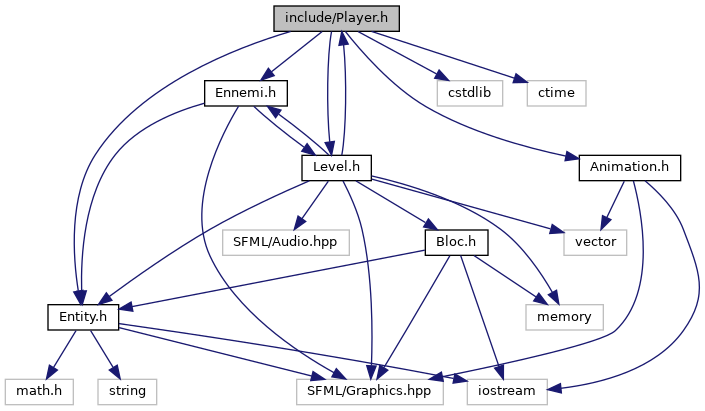 include/Player.h
Ennemi.h
cstdlib
ctime
Level.h
Animation.h
SFML/Audio.hpp
Bloc.h
vector
Entity.h
memory
math.h
string
SFML/Graphics.hpp
iostream